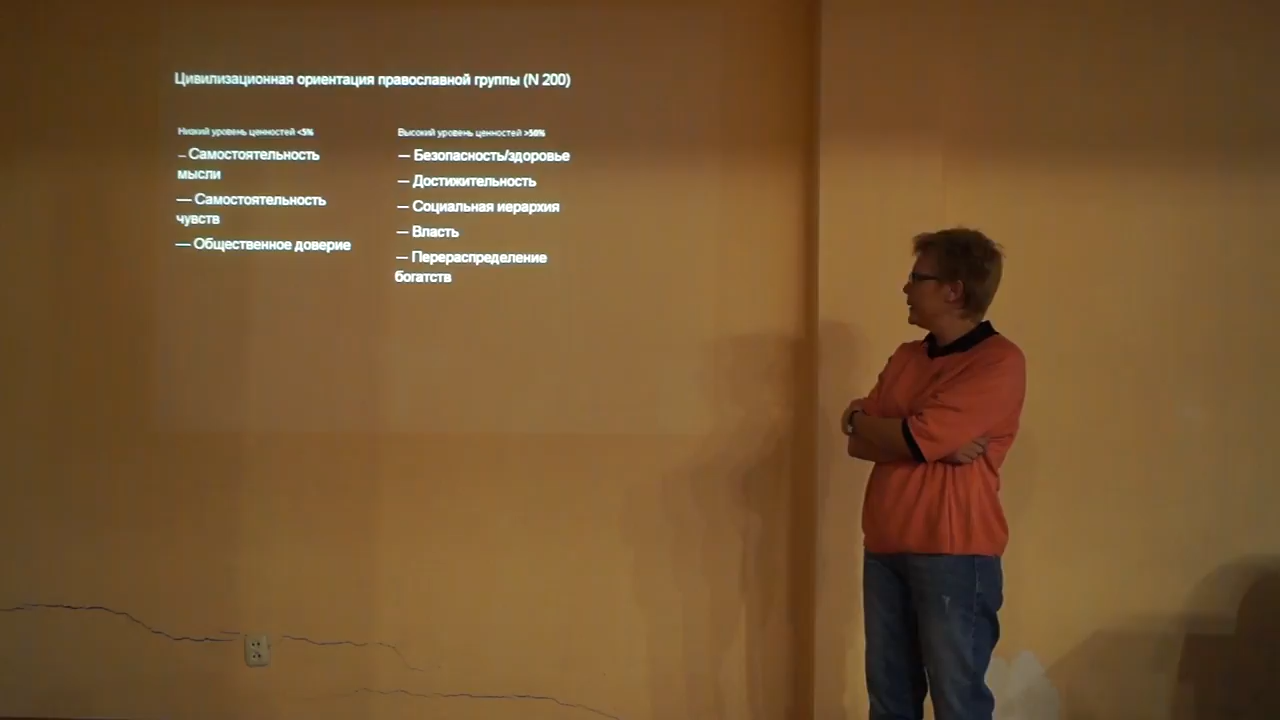 Цивилизационная ориентация православной группы (N 200)
Низкий уровень ценностей <5%
– Самостоятельность
мысли
— Самостоятельность
чувств
— Общественное доверие
Высокий уровень ценностей >50%
— Безопасность/здоровье
— Достижительность
— Социальная иерархия
— Власть
— Перераспределение
богатств